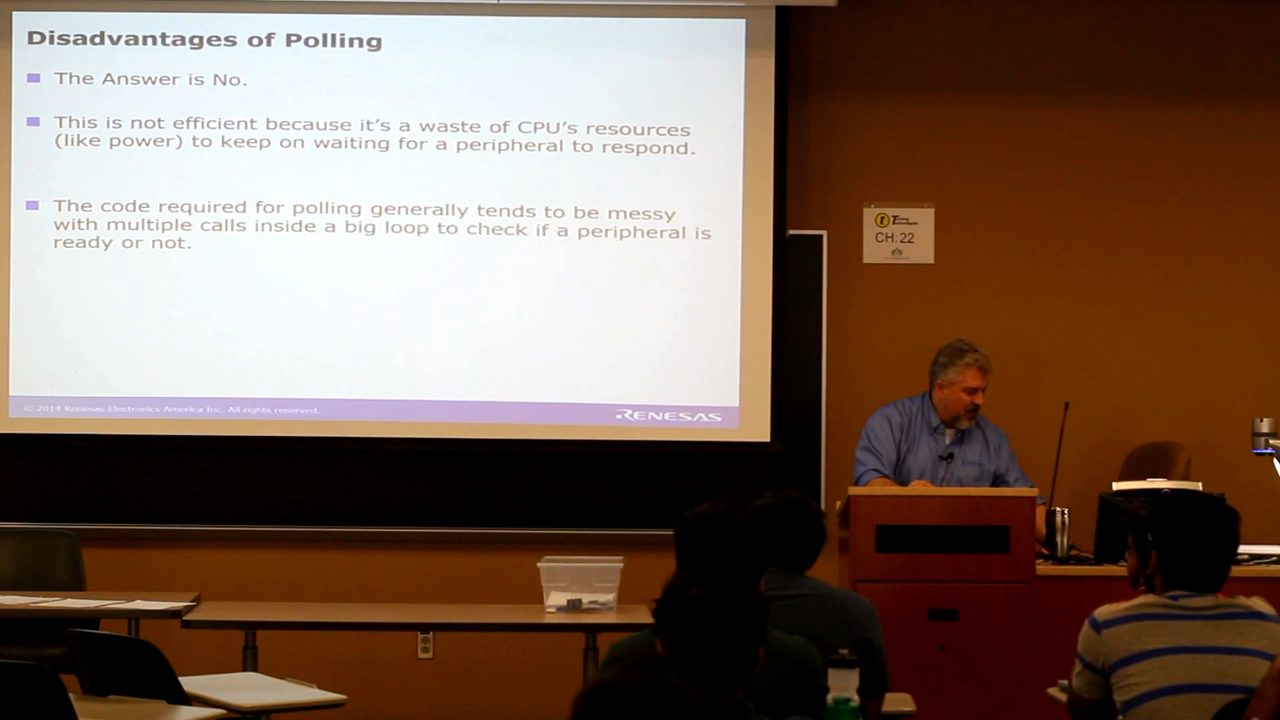 Disadvantages of Polling
The Answer is No.
This is not efficient because it's a waste of CPU's resources
(like power) to keep on waiting for a peripheral to respond.
The code required for polling generally tends to be messy
with multiple calls inside a big loop to check if a peripheral is
ready or not.
© 2014 Renesas Electronics America Inc. All rights reserved.
RENESAS
CH:22